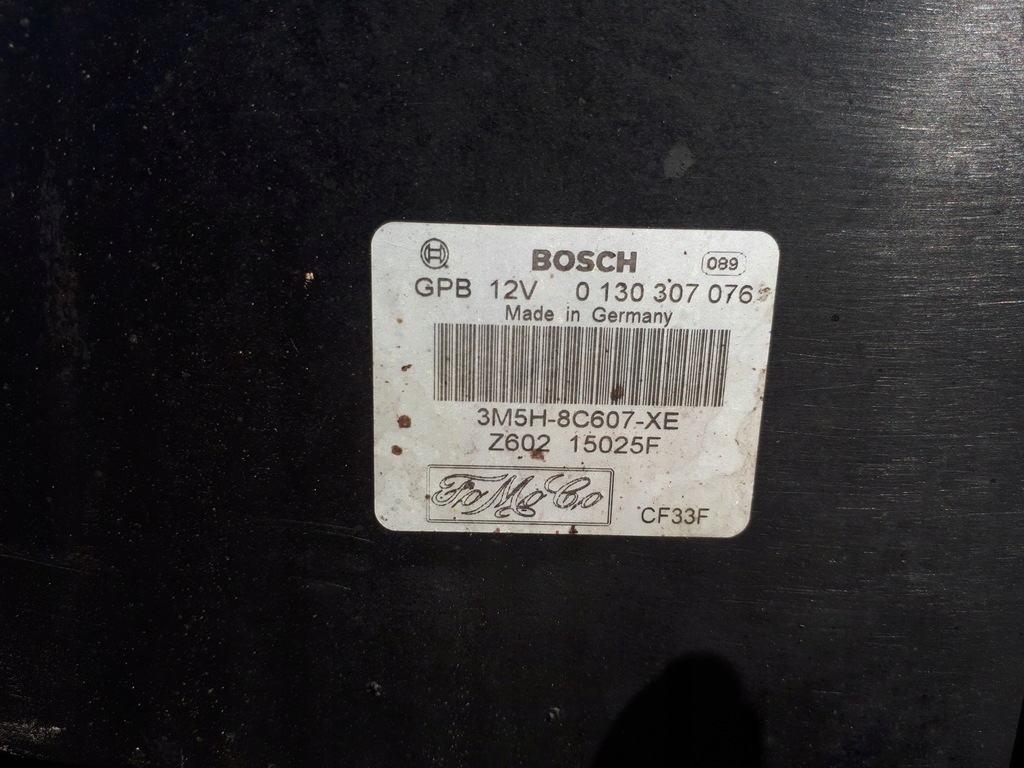 BOSCH 089
GPB 12V 0 130 307 076
Made in Germany
3M5H-8C607-XE
Z602 15025F
FoMoCo
CF33F